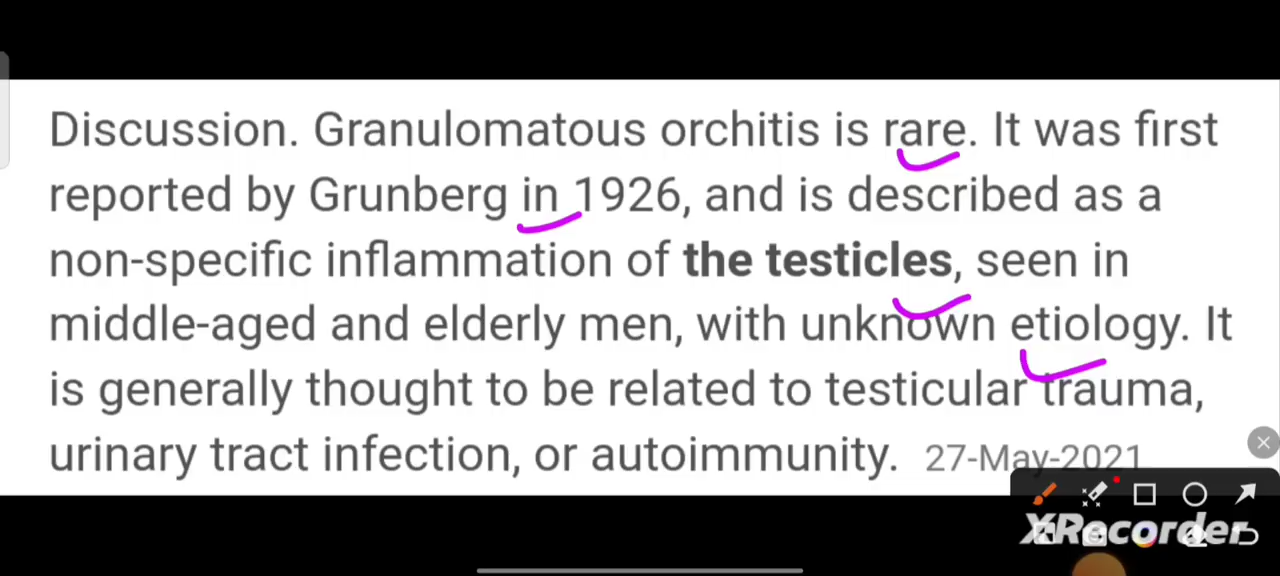 Discussion. Granulomatous orchitis is rare. It was first
reported by Grunberg in 1926, and is described as a
non-specific inflammation of the testicles, seen in
middle-aged and elderly men, with unknown etiology. It
is generally thought to be related to testicular trauma,
urinary tract infection, or autoimmunity. 27-May-2021
XRecorder